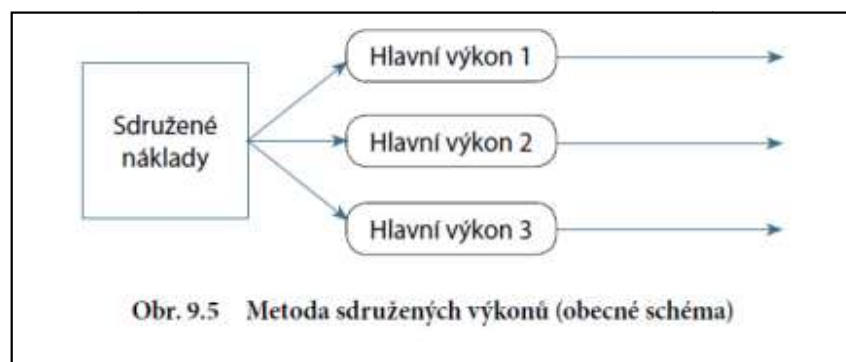 Sdružené
náklady
Hlavní výkon 1
Hlavní výkon 2
Hlavní výkon 3
Obr. 9.5 Metoda sdružených výkonů (obecné schéma)